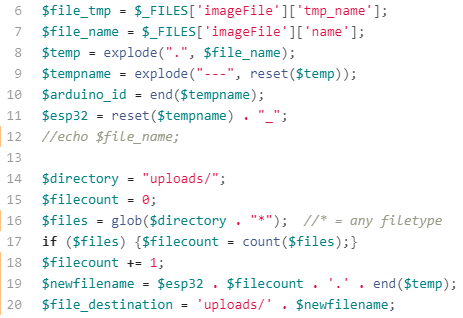 6 $file_tmp = $_FILES['imageFile']['tmp_name'];
7 $file_name = $_FILES['imageFile']['name'];
8 $temp = explode(".", $file_name);
9 $tempname = explode("---", reset($temp));
10 $arduino_id = end($tempname);
11 $esp32 = reset($tempname) . "_";
12 //echo $file_name;
13
14 $directory = "uploads/";
15 $filecount = 0;
16 $files = glob($directory . "*");  //* = any filetype
17 if ($files) {$filecount = count($files);}
18 $filecount += 1;
19 $newfilename = $esp32 . $filecount . '.' . end($temp);
20 $file_destination = 'uploads/' . $newfilename;